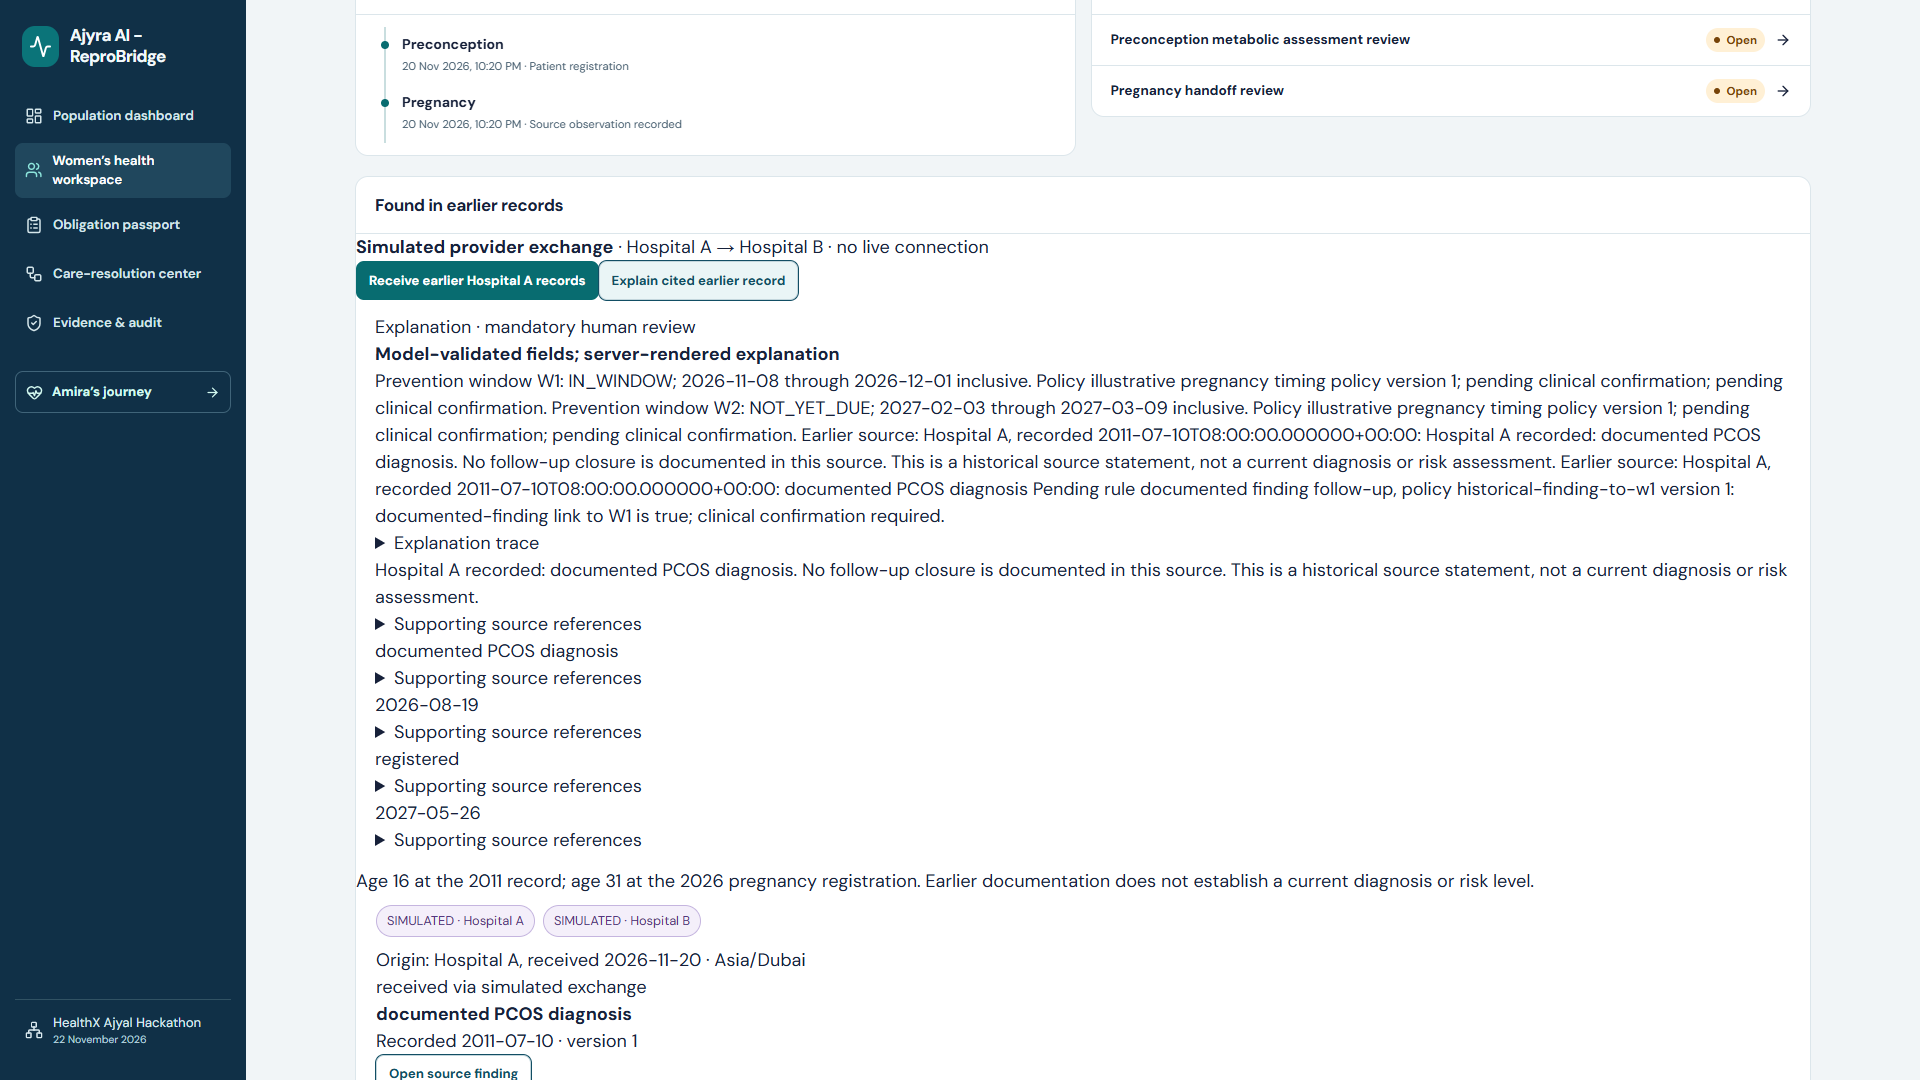 Ajyra AI –
ReproBridge
Population dashboard
Women’s health
workspace
Obligation passport
Care-resolution center
Evidence & audit
Amira’s journey
HealthX Ajyal Hackathon
22 November 2026
Preconception
20 Nov 2026, 10:20 PM · Patient registration
Pregnancy
20 Nov 2026, 10:20 PM · Source observation recorded
Preconception metabolic assessment review
Open
Pregnancy handoff review
Open
Found in earlier records
Simulated provider exchange · Hospital A → Hospital B · no live connection
Receive earlier Hospital A records
Explain cited earlier record
Explanation · mandatory human review
Model-validated fields; server-rendered explanation
Prevention window W1: IN_WINDOW; 2026-11-08 through 2026-12-01 inclusive. Policy illustrative pregnancy timing policy version 1; pending clinical confirmation; pending
clinical confirmation. Prevention window W2: NOT_YET_DUE; 2027-02-03 through 2027-03-09 inclusive. Policy illustrative pregnancy timing policy version 1; pending
clinical confirmation; pending clinical confirmation. Earlier source: Hospital A, recorded 2011-07-10T08:00:00.000000+00:00: Hospital A recorded: documented PCOS
diagnosis. No follow-up closure is documented in this source. This is a historical source statement, not a current diagnosis or risk assessment. Earlier source: Hospital A,
recorded 2011-07-10T08:00:00.000000+00:00: documented PCOS diagnosis Pending rule documented finding follow-up, policy historical-finding-to-w1 version 1:
documented-finding link to W1 is true; clinical confirmation required.
Explanation trace
Hospital A recorded: documented PCOS diagnosis. No follow-up closure is documented in this source. This is a historical source statement, not a current diagnosis or risk
assessment.
Supporting source references
documented PCOS diagnosis
Supporting source references
2026-08-19
Supporting source references
registered
Supporting source references
2027-05-26
Supporting source references
Age 16 at the 2011 record; age 31 at the 2026 pregnancy registration. Earlier documentation does not establish a current diagnosis or risk level.
SIMULATED · Hospital A
SIMULATED · Hospital B
Origin: Hospital A, received 2026-11-20 · Asia/Dubai
received via simulated exchange
documented PCOS diagnosis
Recorded 2011-07-10 · version 1
Open source finding